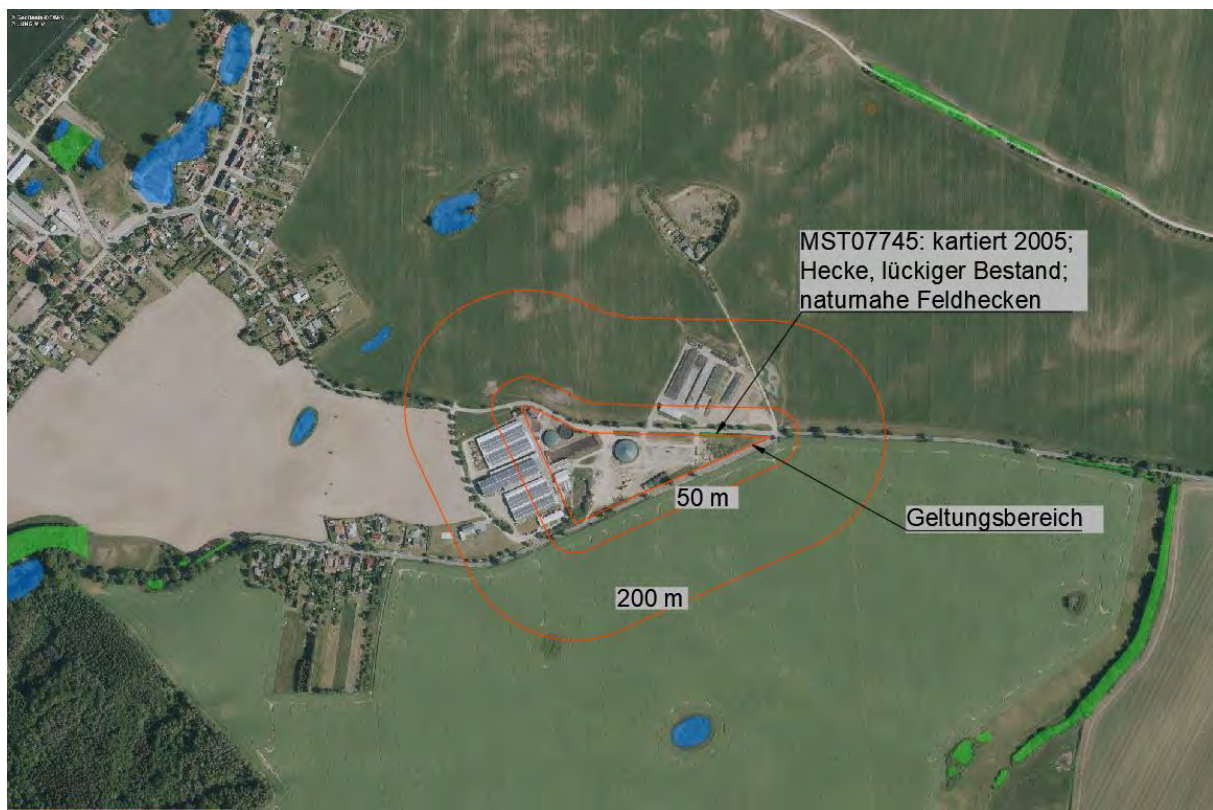 MST07745: kartiert 2005;
Hecke, lückiger Bestand;
naturnahe Feldhecken
50 m
Geltungsbereich
200 m